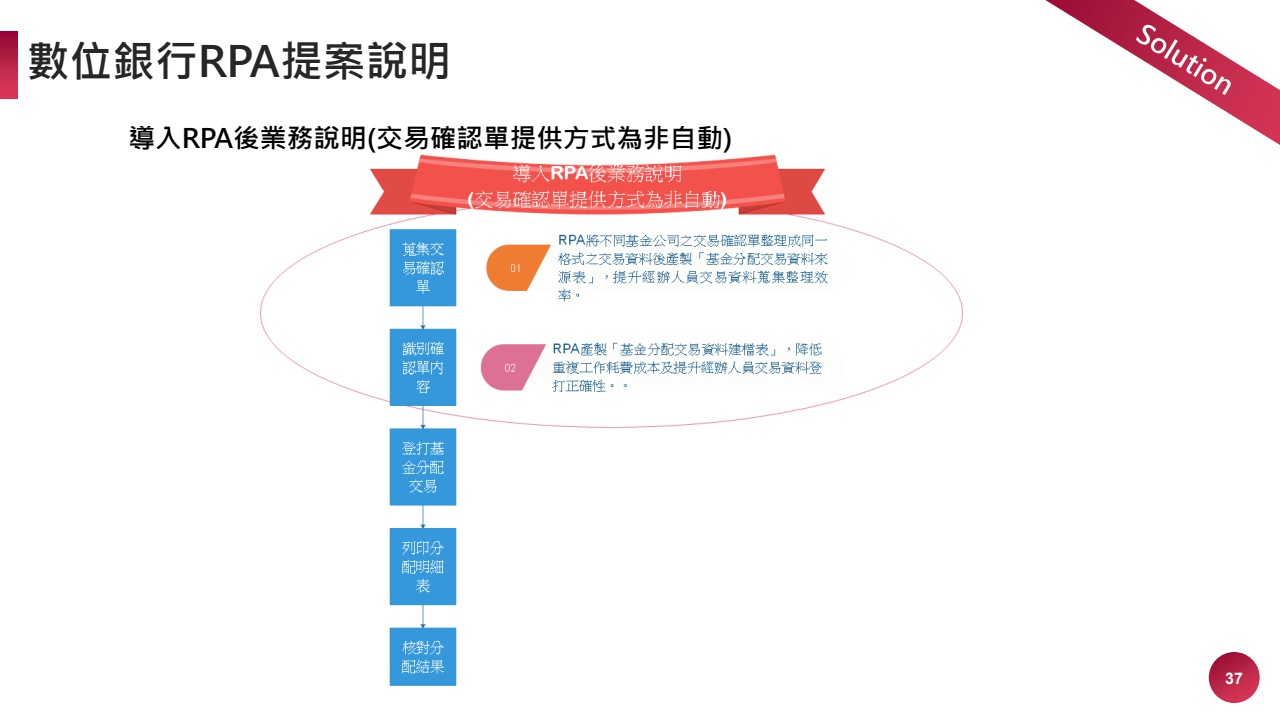 數位銀行RPA提案說明
Solution
導入RPA後業務說明(交易確認單提供方式為非自動)
導入RPA後業務說明
(交易確認單提供方式為非自動)
蒐集交
易確認
單
01
RPA將不同基金公司之交易確認單整理成同一
格式之交易資料後產製「基金分配交易資料來
源表」，提升經辦人員交易資料蒐集整理效
率。
識別確
認單內
容
02
RPA產製「基金分配交易資料建檔表」，降低
重複工作耗費成本及提升經辦人員交易資料登
打正確性。。
登打基
金分配
交易
列印分
配明細
表
核對分
配結果
37